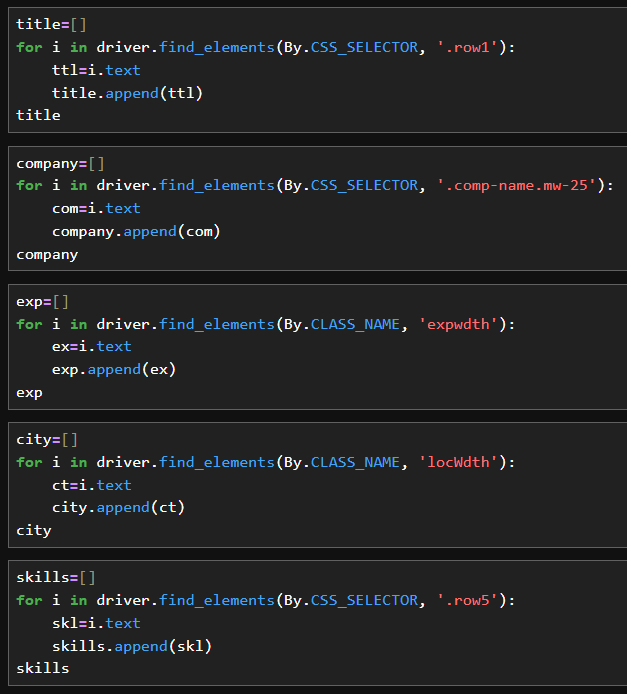 title=[]
for i in driver.find_elements(By.CSS_SELECTOR, '.row1'):
    ttl=i.text
    title.append(ttl)
title
company=[]
for i in driver.find_elements(By.CSS_SELECTOR, '.comp-name.mw-25'):
    com=i.text
    company.append(com)
company
exp=[]
for i in driver.find_elements(By.CLASS_NAME, 'expwdth'):
    ex=i.text
    exp.append(ex)
exp
city=[]
for i in driver.find_elements(By.CLASS_NAME, 'locWdth'):
    ct=i.text
    city.append(ct)
city
skills=[]
for i in driver.find_elements(By.CSS_SELECTOR, '.row5'):
    skl=i.text
    skills.append(skl)
skills